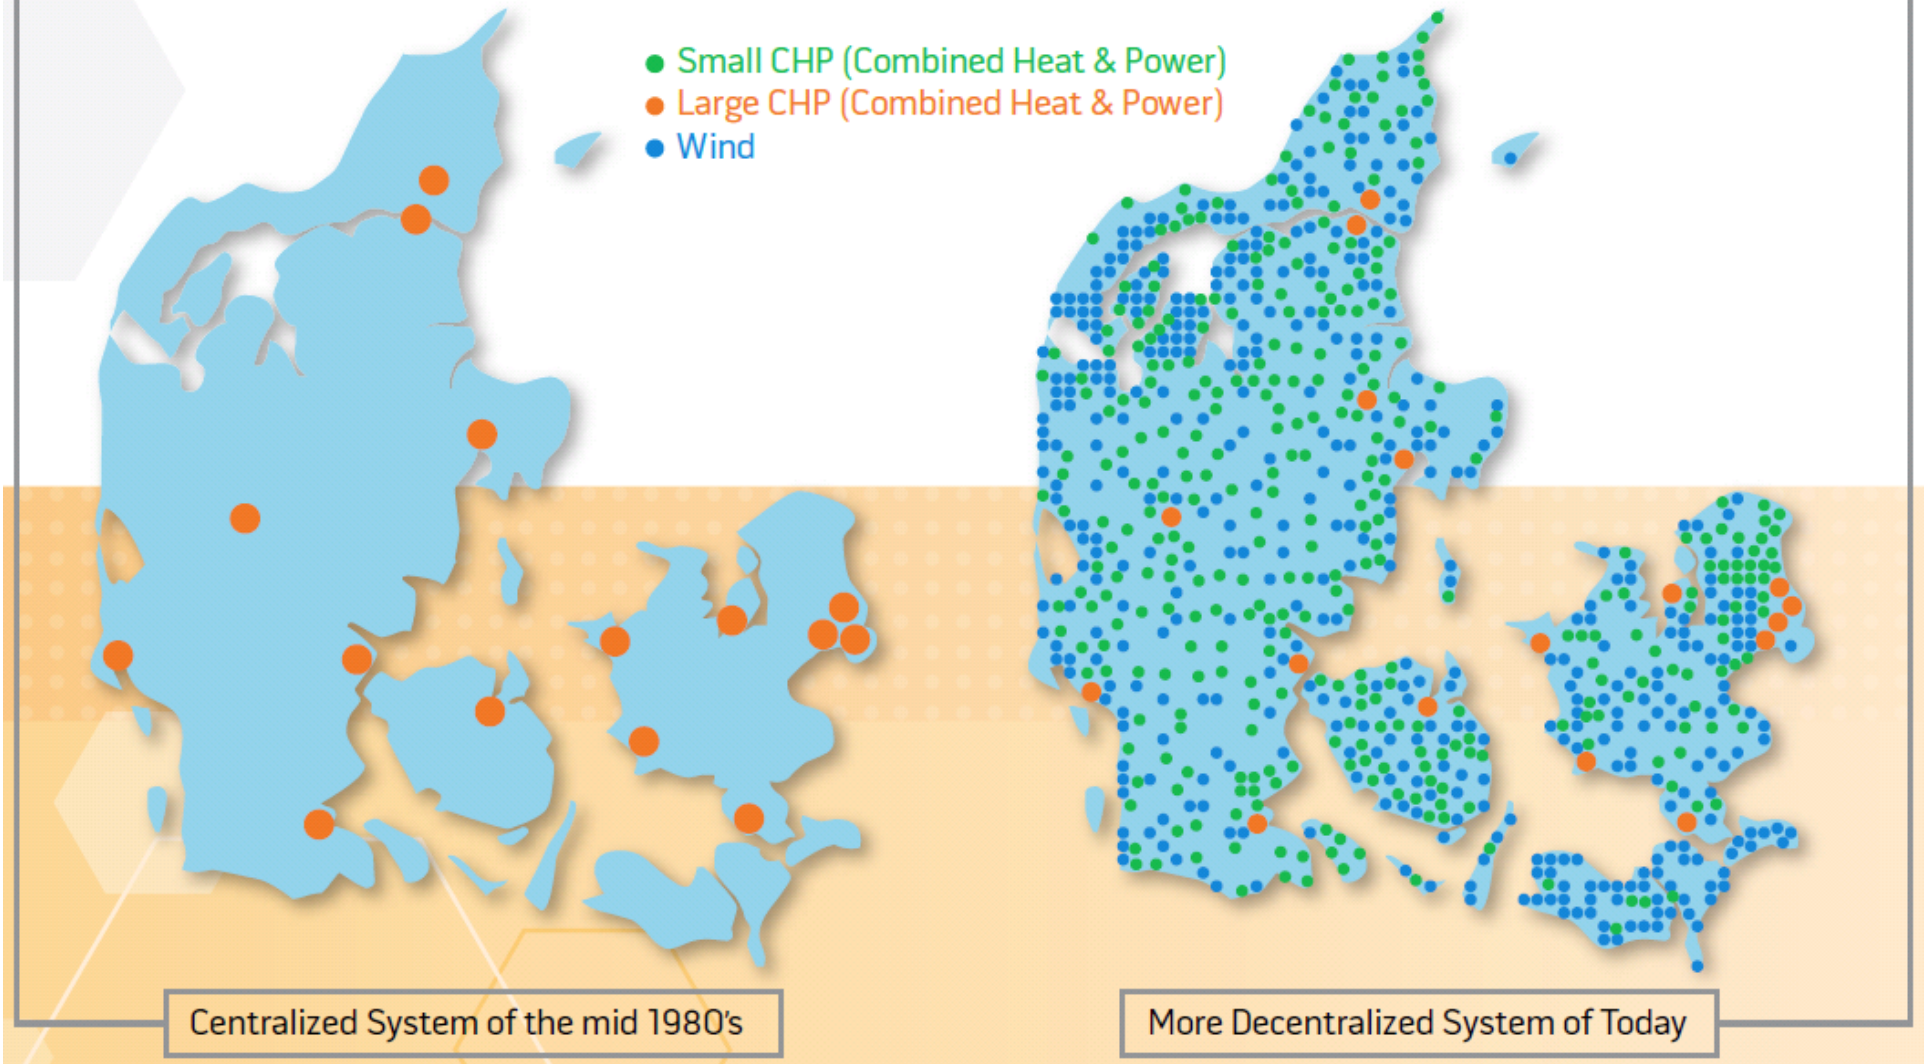 Small CHP (Combined Heat & Power)
Large CHP (Combined Heat & Power)
Wind
Centralized System of the mid 1980's
More Decentralized System of Today